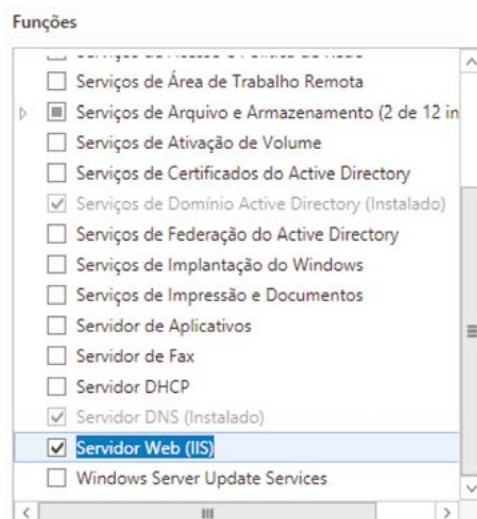 Funções
Serviços de Área de Trabalho Remota
Serviços de Arquivo e Armazenamento (2 de 12 in
Serviços de Ativação de Volume
Serviços de Certificados do Active Directory
Serviços de Domínio Active Directory (Instalado)
Serviços de Federação do Active Directory
Serviços de Implantação do Windows
Serviços de Impressão e Documentos
Servidor de Aplicativos
Servidor de Fax
Servidor DHCP
Servidor DNS (Instalado)
Servidor Web (IIS)
Windows Server Update Services